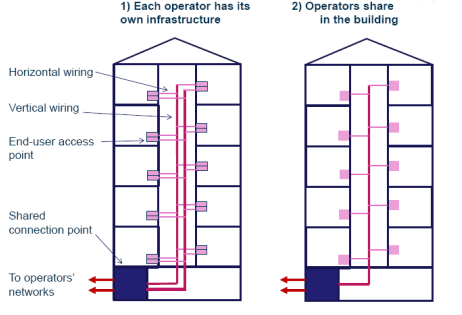 1) Each operator has its
own infrastructure
2) Operators share
in the building
Horizontal wiring
Vertical wiring
End-user access
point
Shared
connection point
To operators'
networks